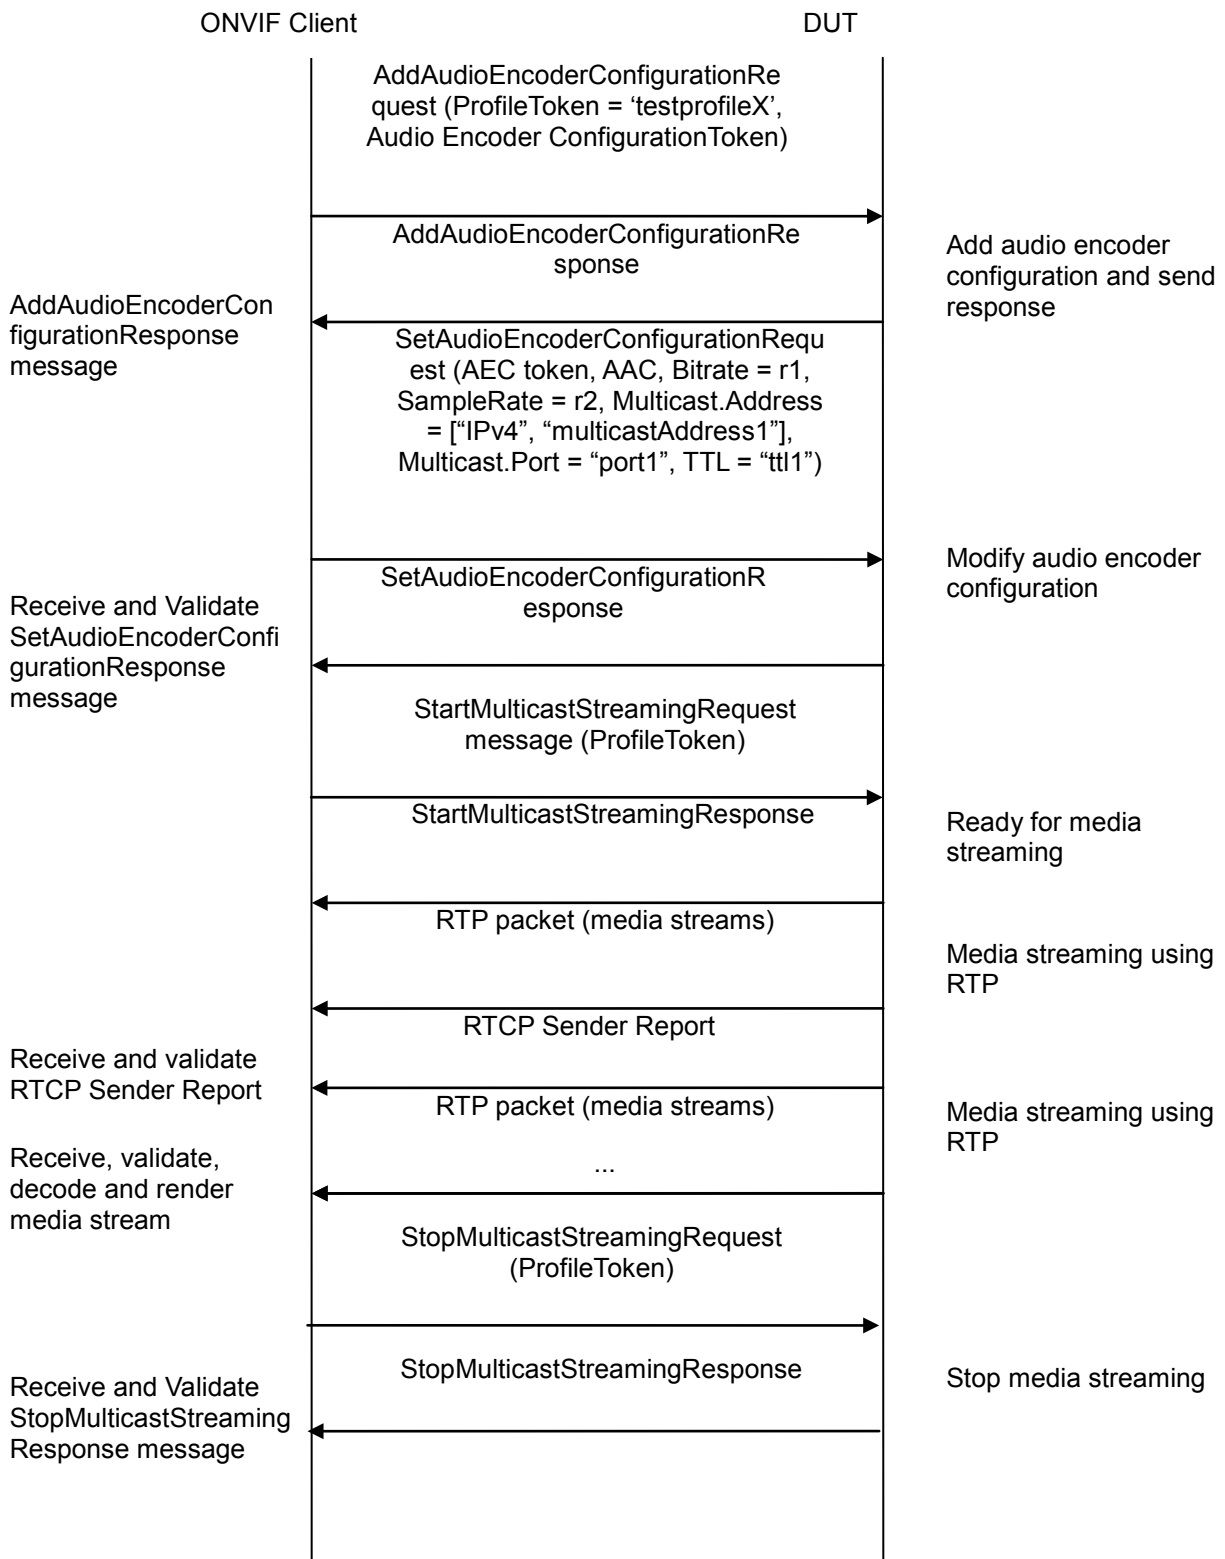 ONVIF Client
DUT
AddAudioEncoderConfigurationRe
quest (ProfileToken = ‘testprofileX’,
Audio Encoder ConfigurationToken)
AddAudioEncoderConfigurationRe
sponse
Add audio encoder
configuration and send
response
AddAudioEncoderCon
figurationResponse
message
SetAudioEncoderConfigurationRequ
est (AEC token, AAC, Bitrate = r1,
SampleRate = r2, Multicast.Address
= [“IPv4”, “multicastAddress1”],
Multicast.Port = “port1”, TTL = “ttl1”)
Modify audio encoder
configuration
SetAudioEncoderConfigurationR
esponse
Receive and Validate
SetAudioEncoderConfi
gurationResponse
message
StartMulticastStreamingRequest
message (ProfileToken)
StartMulticastStreamingResponse
Ready for media
streaming
RTP packet (media streams)
Media streaming using
RTP
RTCP Sender Report
Receive and validate
RTCP Sender Report
RTP packet (media streams)
Media streaming using
RTP
Receive, validate,
decode and render
media stream
...
StopMulticastStreamingRequest
(ProfileToken)
StopMulticastStreamingResponse
Stop media streaming
Receive and Validate
StopMulticastStreaming
Response message